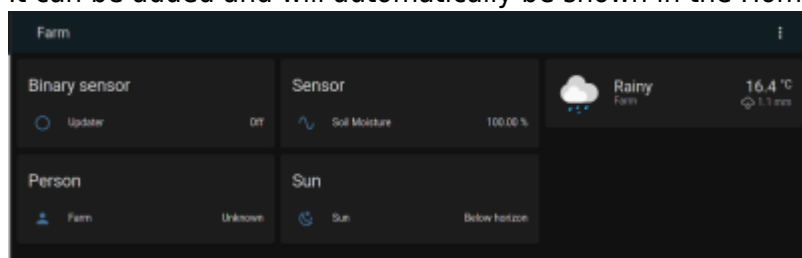 it can be added and will automatically be shown in the Hom
Farm
Binary sensor
Updater Off
Sensor
Soil Moisture 100.00 %
Rainy 16.4 °C
Farm 1.1 mm
Person
Farm Unknown
Sun
Sun Below horizon